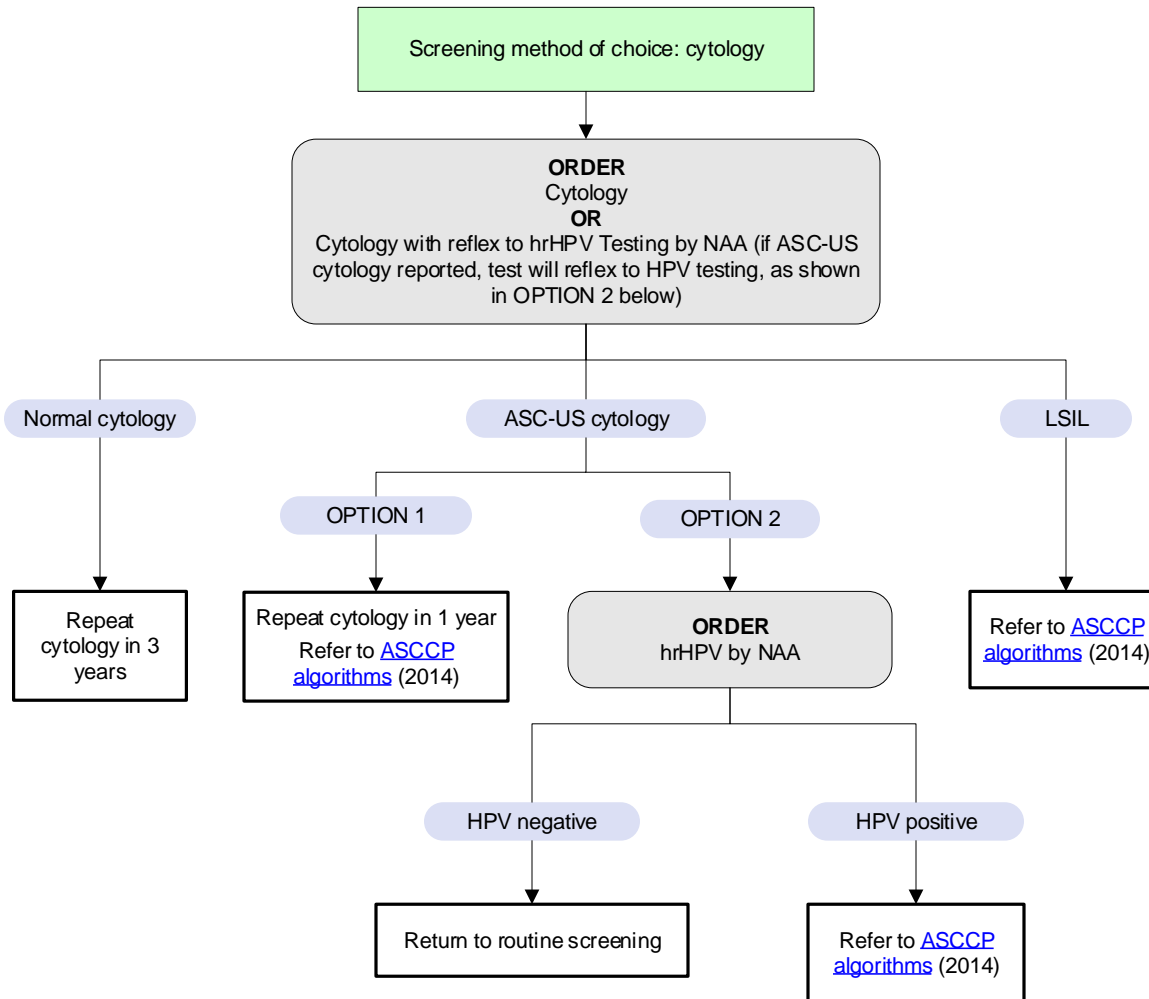 Screening method of choice: cytology
ORDER
Cytology
OR
Cytology with reflex to hrHPV Testing by NAA (if ASC-US
cytology reported, test will reflex to HPV testing, as shown
in OPTION 2 below)
Normal cytology
ASC-US cytology
LSIL
OPTION 1
OPTION 2
Repeat
cytology in 3
years
Repeat cytology in 1 year
Refer to ASCCP
algorithms (2014)
ORDER
hrHPV by NAA
Refer to ASCCP
algorithms (2014)
HPV negative
HPV positive
Return to routine screening
Refer to ASCCP
algorithms (2014)